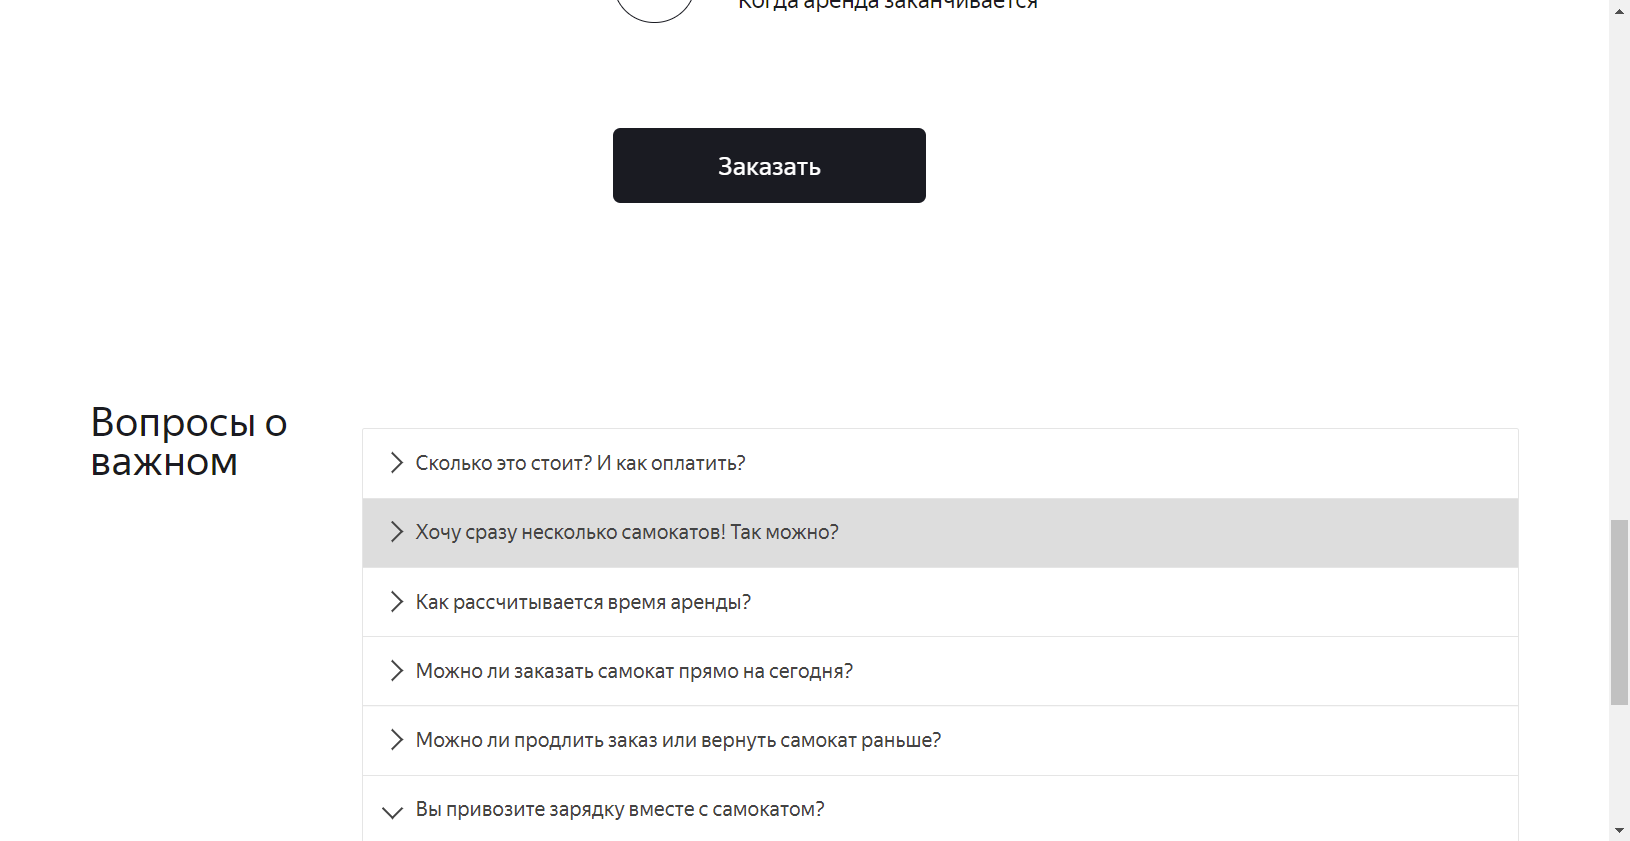 Когда аренда заканчивается
Заказать
Вопросы о
важном
Сколько это стоит? И как оплатить?
Хочу сразу несколько самокатов! Так можно?
Как рассчитывается время аренды?
Можно ли заказать самокат прямо на сегодня?
Можно ли продлить заказ или вернуть самокат раньше?
Вы привозите зарядку вместе с самокатом?